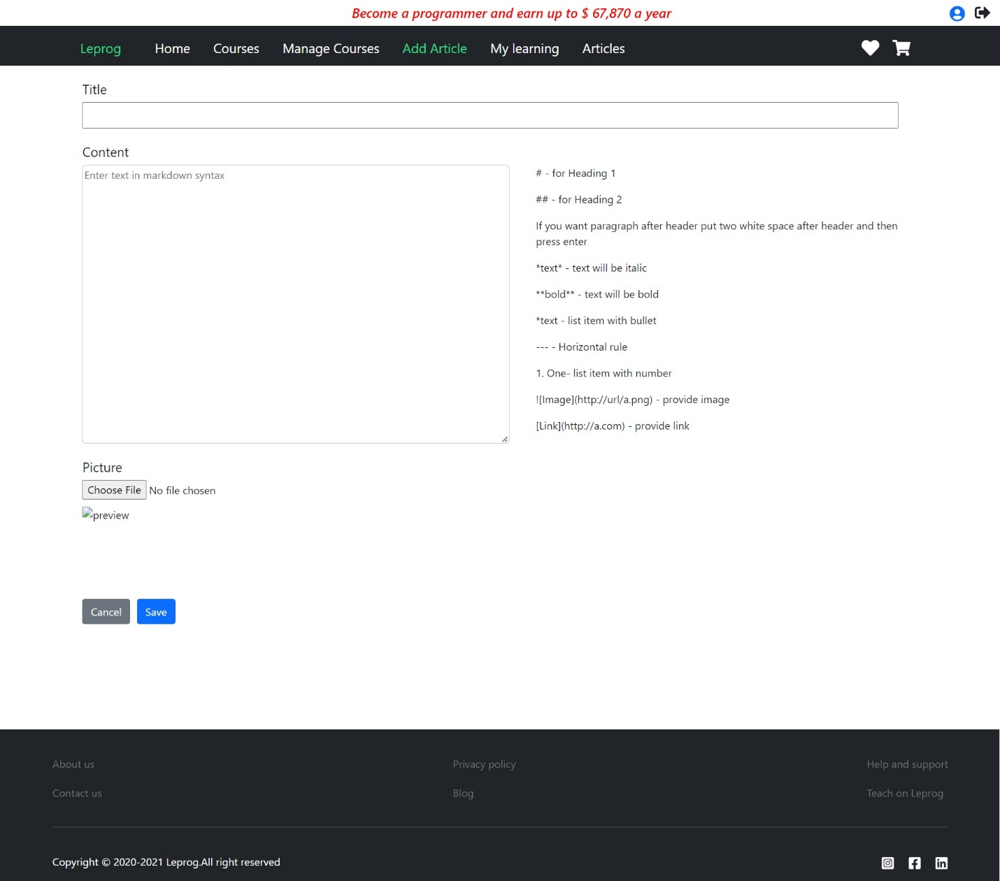 Become a programmer and earn up to $ 67,870 a year
Leprog Home Courses Manage Courses Add Article My learning Articles
Title
Content
Enter text in markdown syntax
# - for Heading 1
## - for Heading 2
If you want paragraph after header put two white space after header and then
press enter
*text* - text will be italic
**bold** - text will be bold
*text - list item with bullet
--- - Horizontal rule
1. One- list item with number
![Image](http://url/a.png) - provide image
[Link](http://a.com) - provide link
Picture
Choose File No file chosen
preview
Cancel Save
About us Privacy policy Help and support
Contact us Blog Teach on Leprog
Copyright © 2020-2021 Leprog.All right reserved